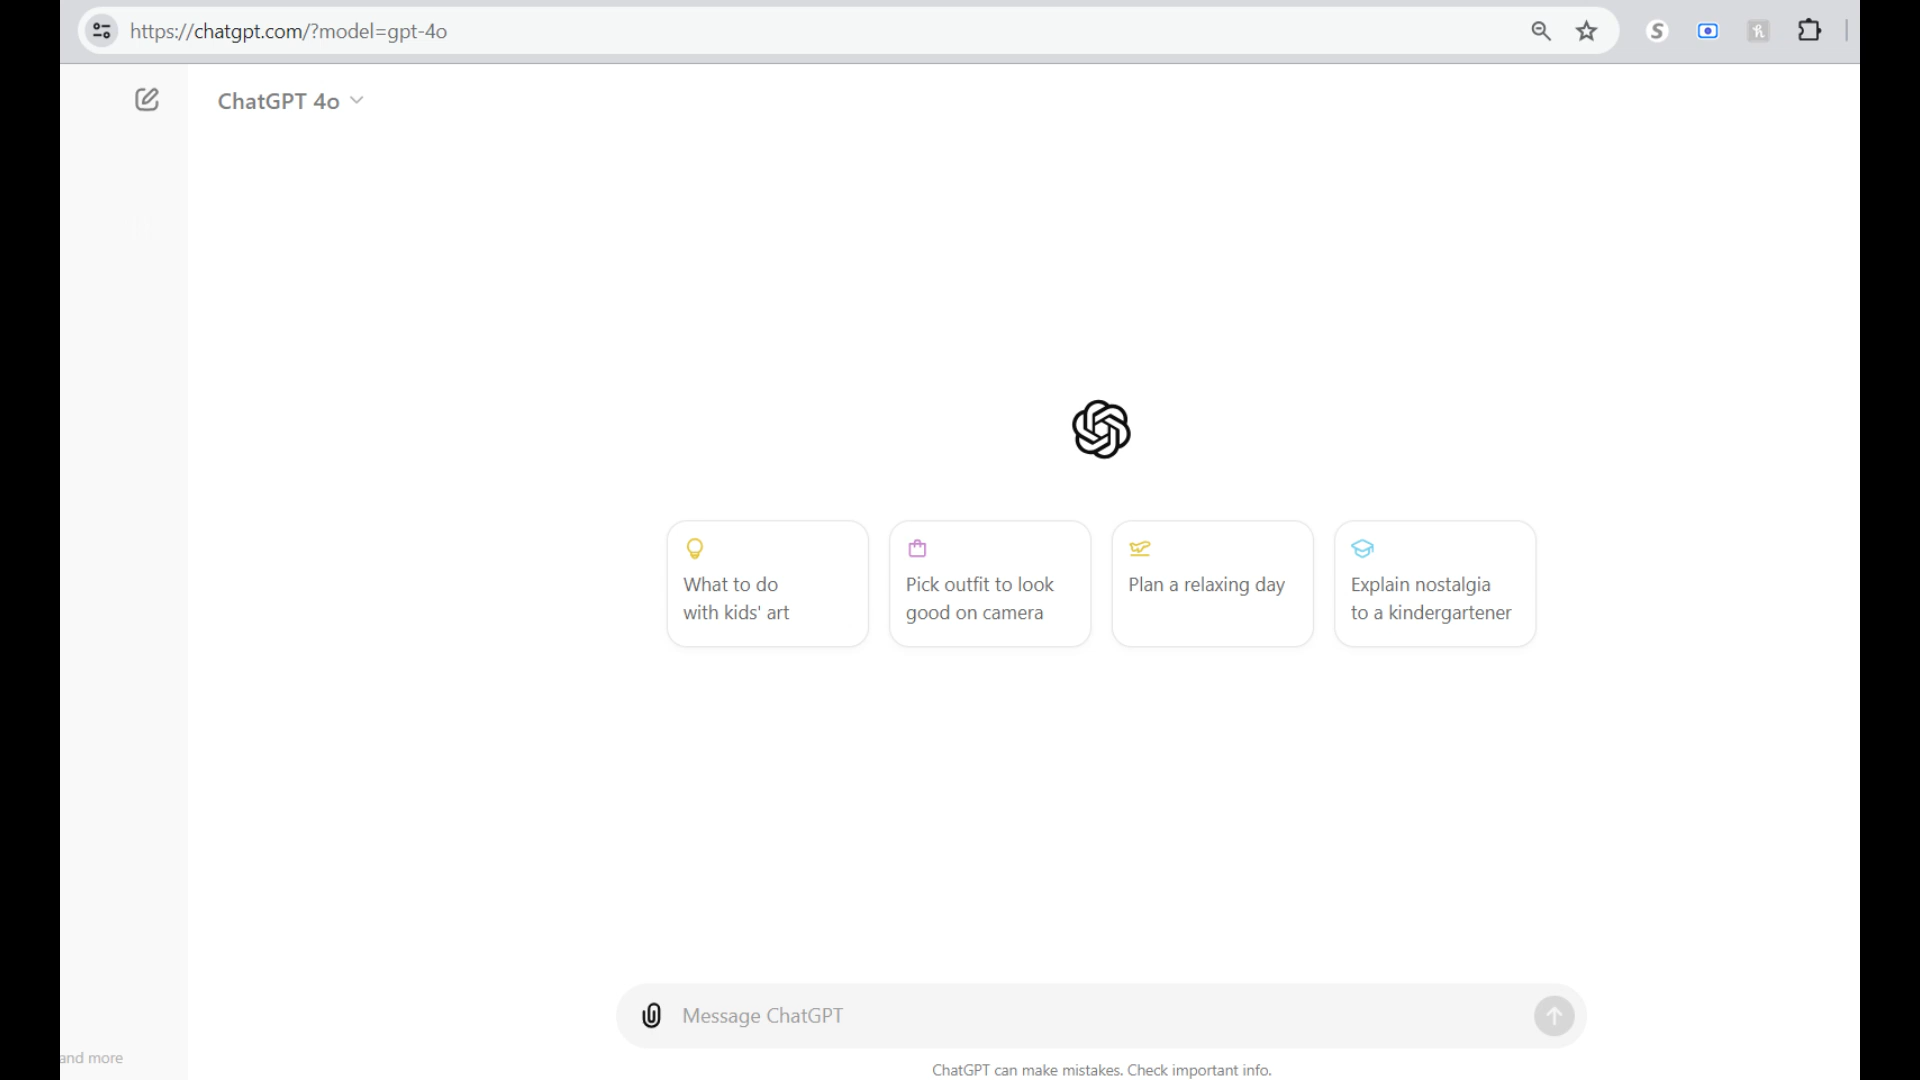 https://chatgpt.com/?model=gpt-4o
S
ChatGPT 4o
What to do
with kids' art
Pick outfit to look
good on camera
Plan a relaxing day
Explain nostalgia
to a kindergartener
Message ChatGPT
and more
ChatGPT can make mistakes. Check important info.